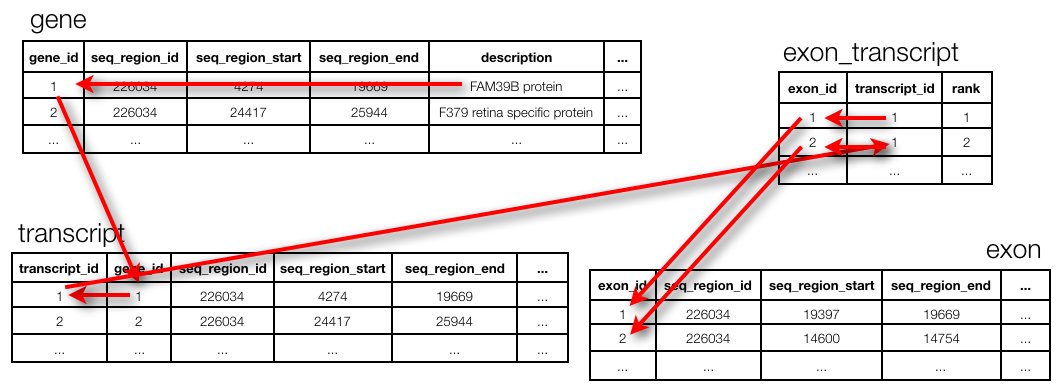 gene
gene_id seq_region_id seq_region_start seq_region_end description ...
1 226034 4274 19669 FAM39B protein ...
2 226034 24417 25944 F379 retina specific protein ...
... ... ... ... ... ...
exon_transcript
exon_id transcript_id rank
1 1 1
2 1 2
... ... ...
transcript
transcript_id gene_id seq_region_id seq_region_start seq_region_end ...
1 1 226034 4274 19669 ...
2 2 226034 24417 25944 ...
... ... ... ... ... ...
exon
exon_id seq_region_id seq_region_start seq_region_end ...
1 226034 19397 19669 ...
2 226034 14600 14754 ...
... ... ... ... ...